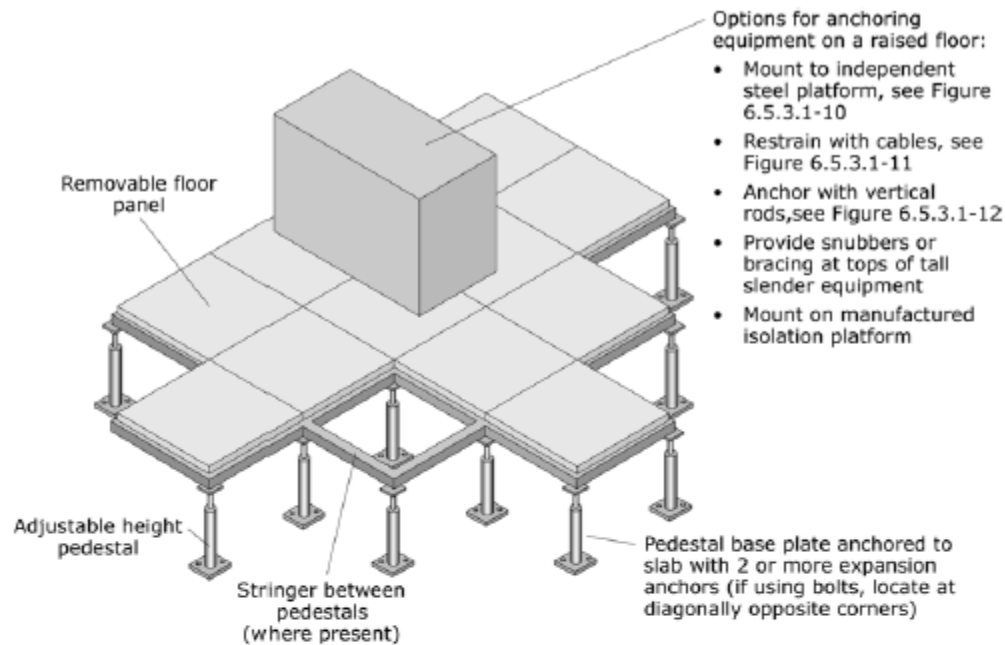 Options for anchoring
equipment on a raised floor:
• Mount to independent
steel platform, see Figure
6.5.3.1-10
• Restrain with cables, see
Figure 6.5.3.1-11
• Anchor with vertical
rods,see Figure 6.5.3.1-12
• Provide snubbers or
bracing at tops of tall
slender equipment
• Mount on manufactured
isolation platform
Removable floor
panel
Adjustable height
pedestal
Stringer between
pedestals
(where present)
Pedestal base plate anchored to
slab with 2 or more expansion
anchors (if using bolts, locate at
diagonally opposite corners)